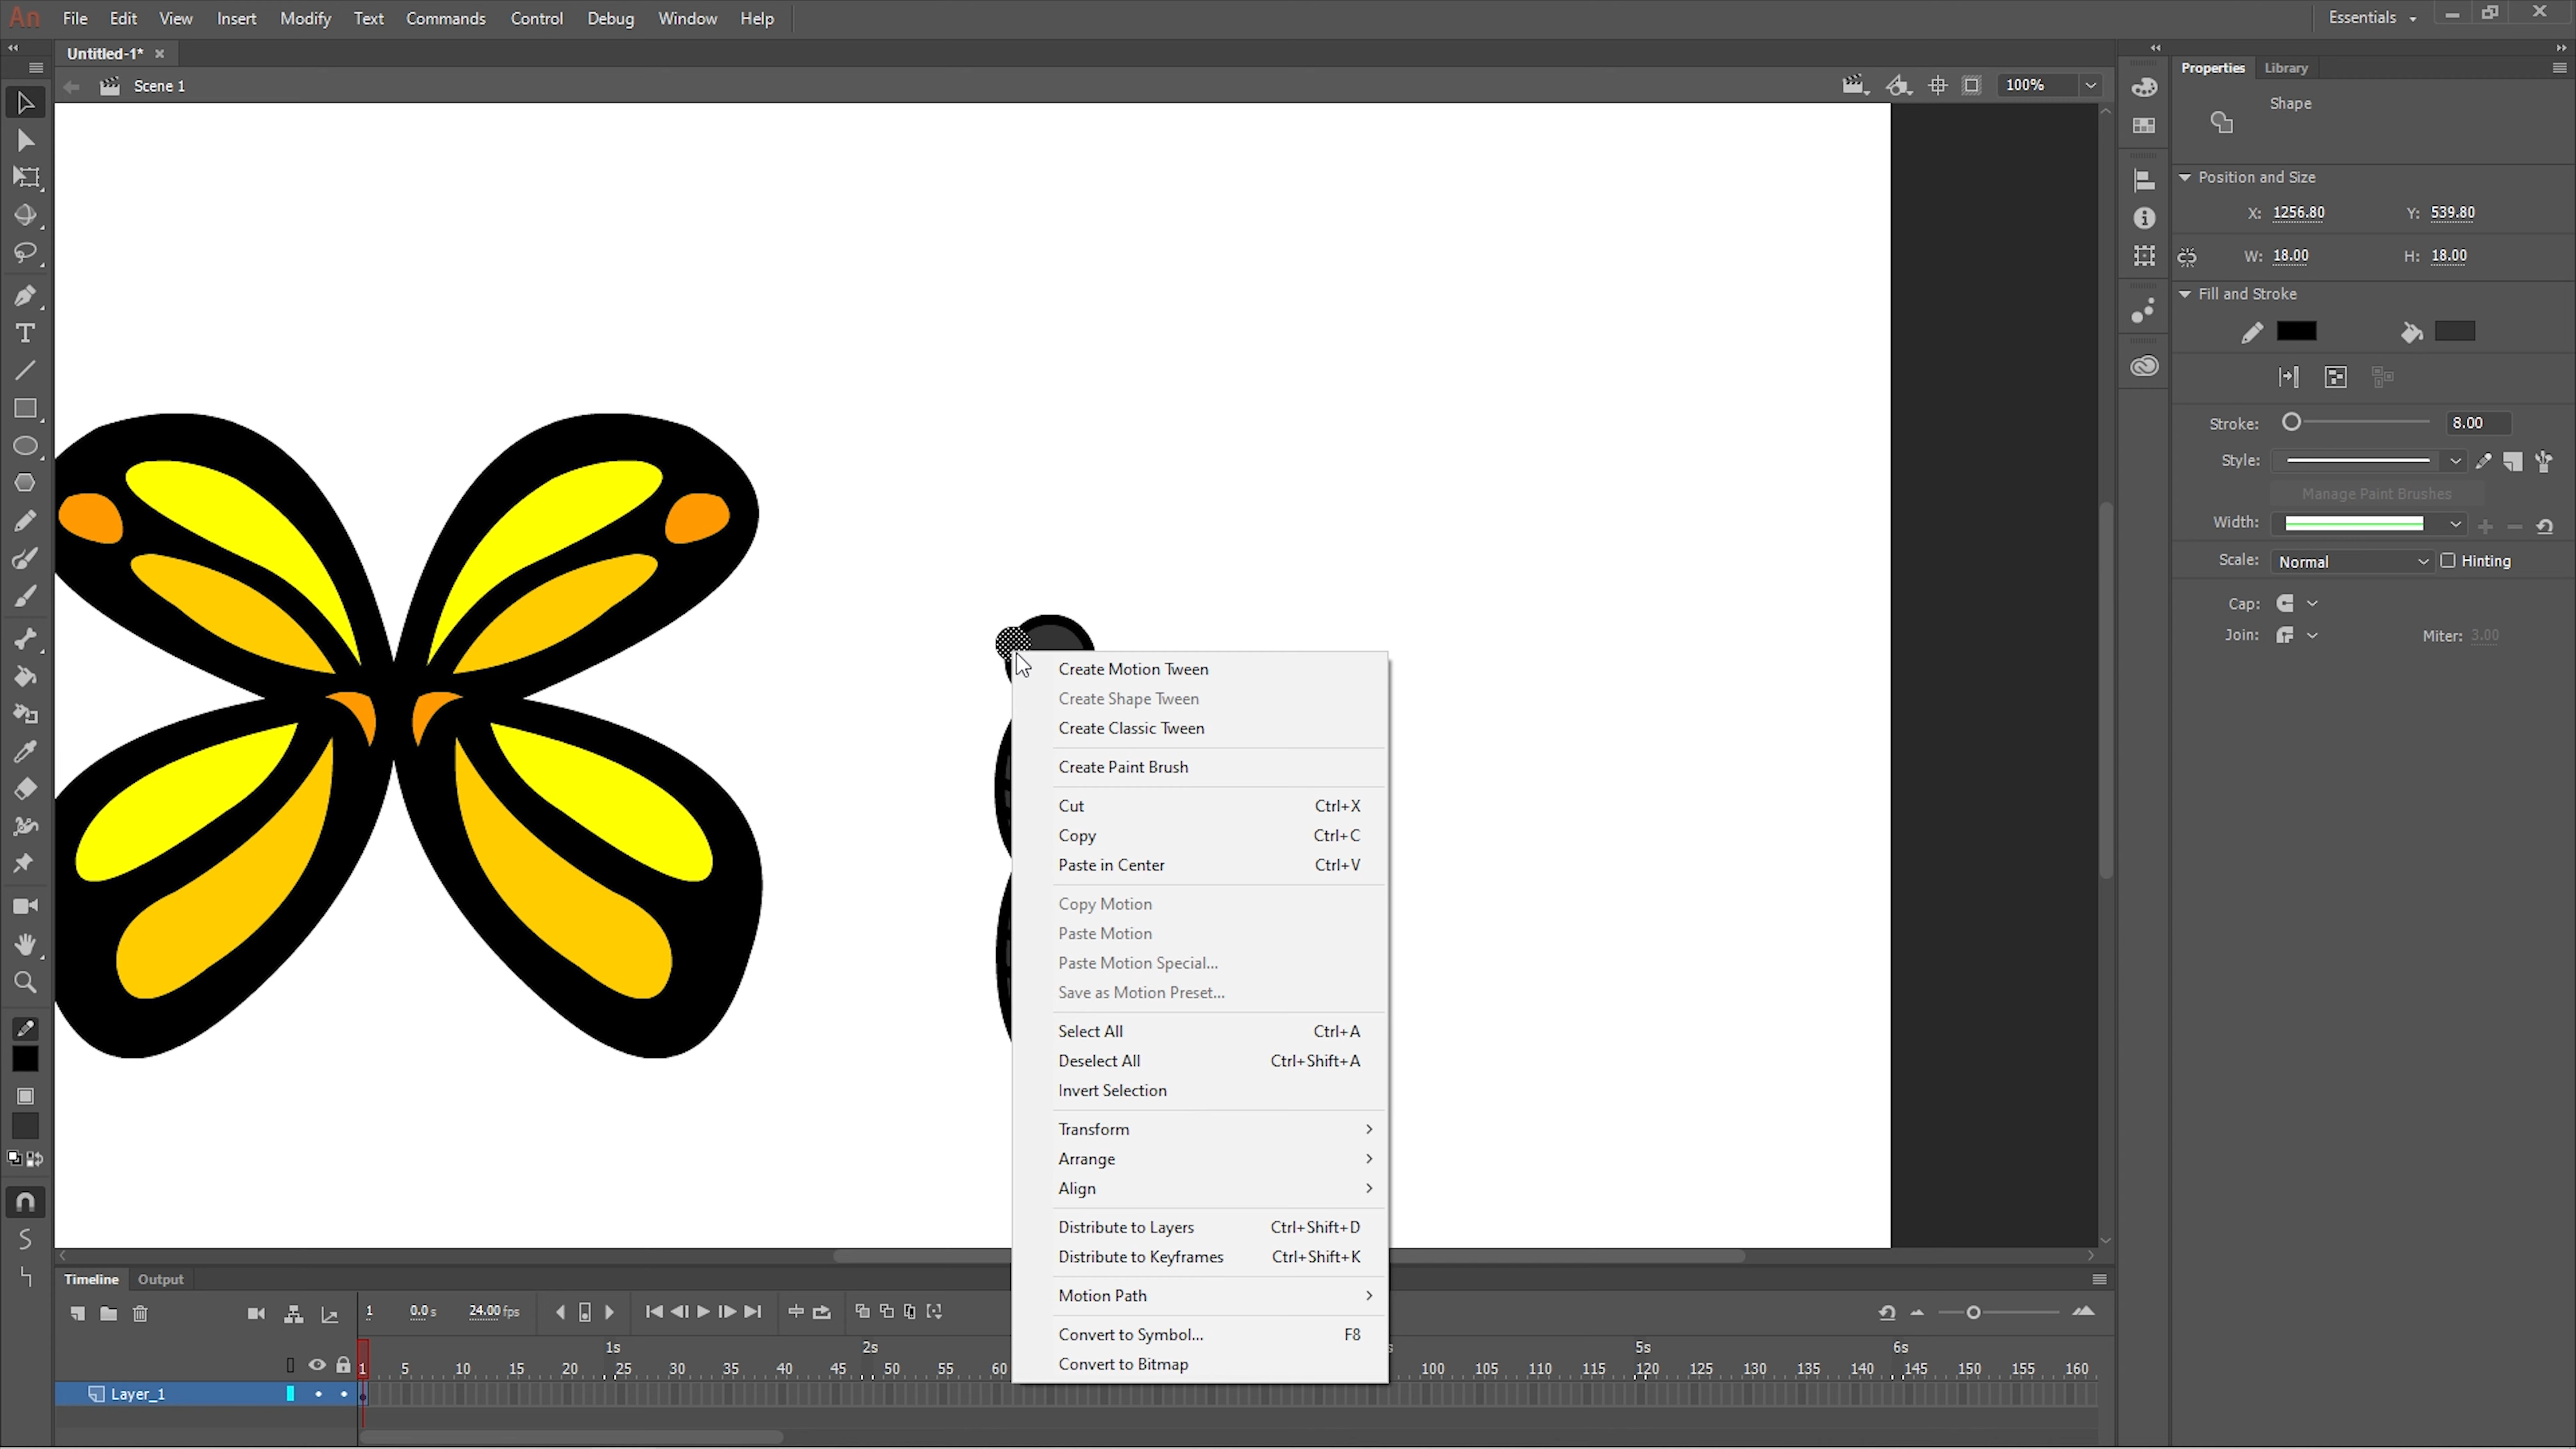 An File Edit View Insert Modify Text Commands Control Debug Window Help Essentials
Untitled-1*
Scene 1 100%
Properties Library
Shape
Position and Size
X: 1256.80 Y: 539.80
W: 18.00 H: 18.00
Fill and Stroke
Stroke: 8.00
Style:
Manage Paint Brushes
Width:
Scale: Normal Hinting
Cap:
Join: Miter: 3.00
Create Motion Tween
Create Shape Tween
Create Classic Tween
Create Paint Brush
Cut Ctrl+X
Copy Ctrl+C
Paste in Center Ctrl+V
Copy Motion
Paste Motion
Paste Motion Special...
Save as Motion Preset...
Select All Ctrl+A
Deselect All Ctrl+Shift+A
Invert Selection
Transform
Arrange
Align
Distribute to Layers Ctrl+Shift+D
Distribute to Keyframes Ctrl+Shift+K
Motion Path
Convert to Symbol... F8
Convert to Bitmap
Timeline Output
1 0.0 s 24.00 fps
1s 2s s 5s 6s
1 5 10 15 20 25 30 35 40 45 50 55 60 100 105 110 115 120 125 130 135 140 145 150 155 160
Layer_1